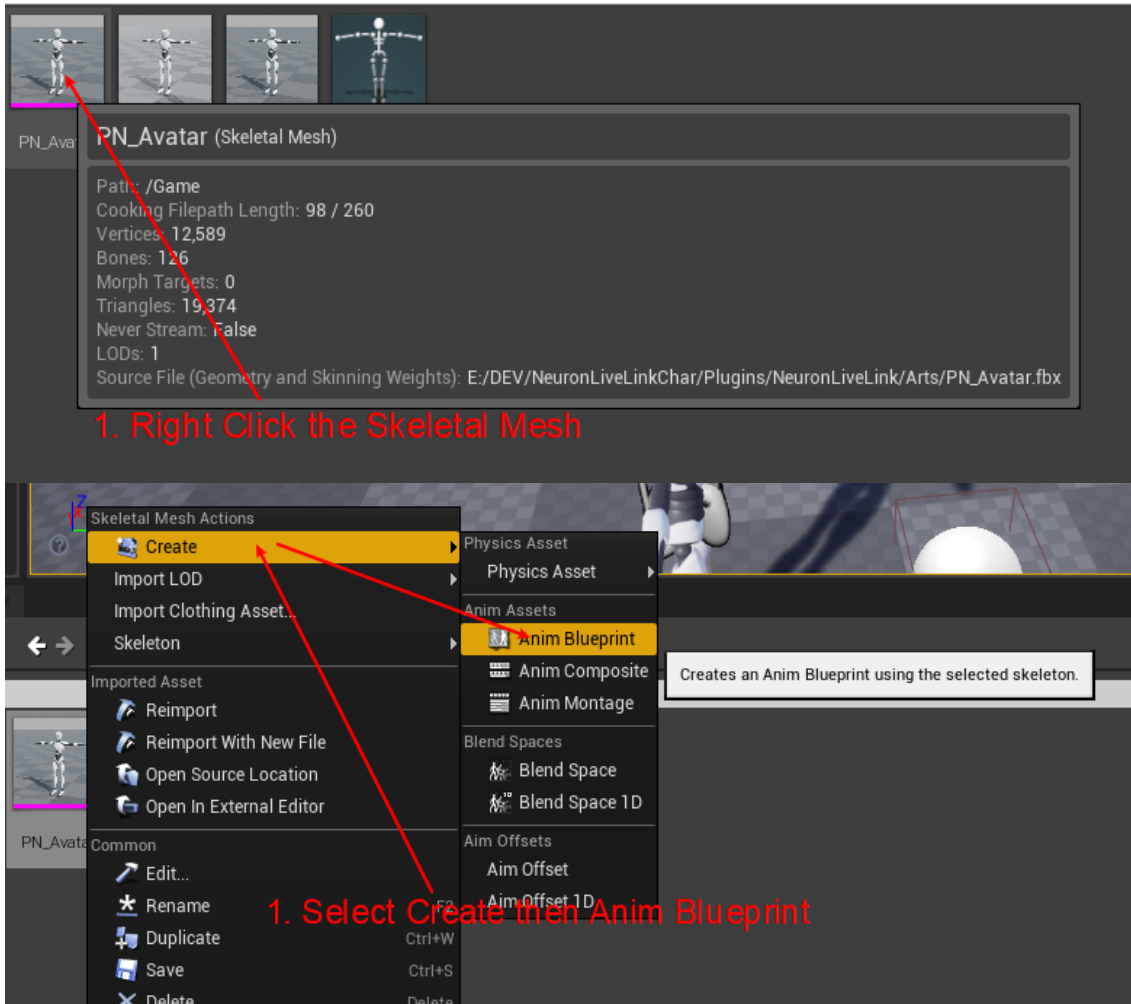 PN_Ava
PN_Avatar (Skeletal Mesh)
Path: /Game
Cooking Filepath Length: 98 / 260
Vertices: 12,589
Bones: 126
Morph Targets: 0
Triangles: 19,374
Never Stream: False
LODs: 1
Source File (Geometry and Skinning Weights): E:/DEV/NeuronLiveLinkChar/Plugins/NeuronLiveLink/Arts/PN_Avatar.fbx
1. Right Click the Skeletal Mesh
Z
X
Skeletal Mesh Actions
Create
Import LOD
Import Clothing Asset...
Skeleton
Imported Asset
Reimport
Reimport With New File
Open Source Location
Open In External Editor
Common
Edit...
Rename F2
Duplicate Ctrl+W
Save Ctrl+S
Delete Delete
Physics Asset
Physics Asset
Anim Assets
Anim Blueprint
Anim Composite
Anim Montage
Blend Spaces
Blend Space
Blend Space 1D
Aim Offsets
Aim Offset
Aim Offset 1D
Creates an Anim Blueprint using the selected skeleton.
PN_Avata
1. Select Create then Anim Blueprint